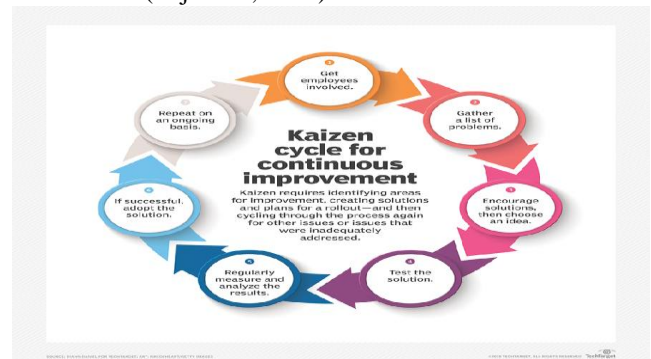 Get
employees
involved.
Gather
a list of
problems.
Encourage
solutions,
then choose
an idea.
Test the
solution.
Regularly
measure and
analyze the
results.
If successful,
adopt the
solution.
Repeat on
an ongoing
basis.
Kaizen
cycle for
continuous
improvement
Kaizen requires identifying areas
for improvement, creating solutions
and plans for a rollout—and then
cycling through the process again
for other issues or issues that
were inadequately
addressed.
TechTarget